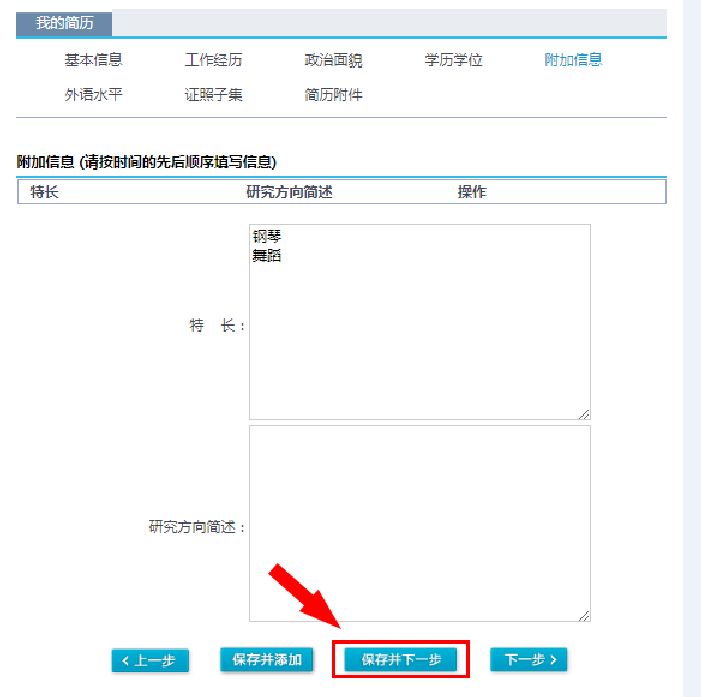 我的简历
基本信息 工作经历 政治面貌 学历学位 附加信息
外语水平 证照子集 简历附件
附加信息 (请按时间的先后顺序填写信息)
特长 研究方向简述 操作
钢琴
舞蹈
特 长：
研究方向简述：
< 上一步 保存并添加 保存并下一步 下一步 >